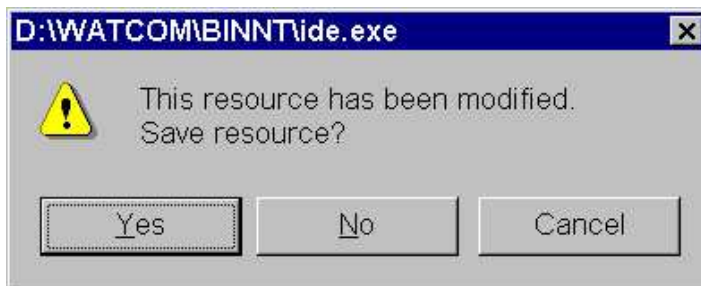 D:\WATCOM\BINNT\ide.exe
This resource has been modified.
Save resource?
Yes No Cancel